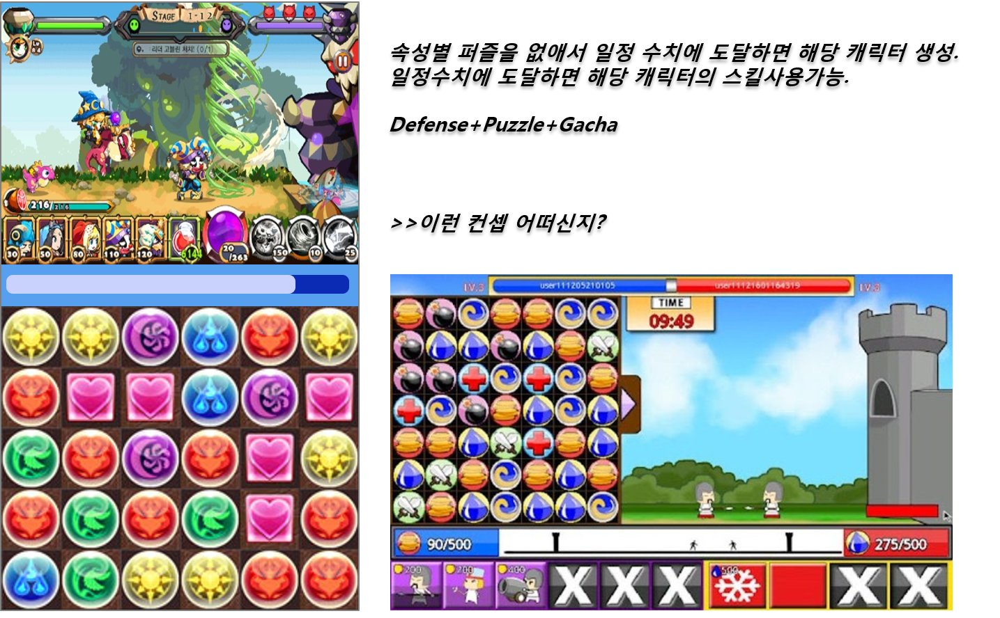 STAGE 1-12
리더 고블린 처치! (0/1)
216/216
30
50
80
110
120
6144
20
/263
150
10
25
속성별 퍼즐을 없애서 일정 수치에 도달하면 해당 캐릭터 생성.
일정수치에 도달하면 해당 캐릭터의 스킬사용가능.
Defense+Puzzle+Gacha
>>이런 컨셉 어떠신지?
LV.3 user111205210105 user11121601164319 LV.3
TIME
09:49
90/500
275/500
200
200
400
500